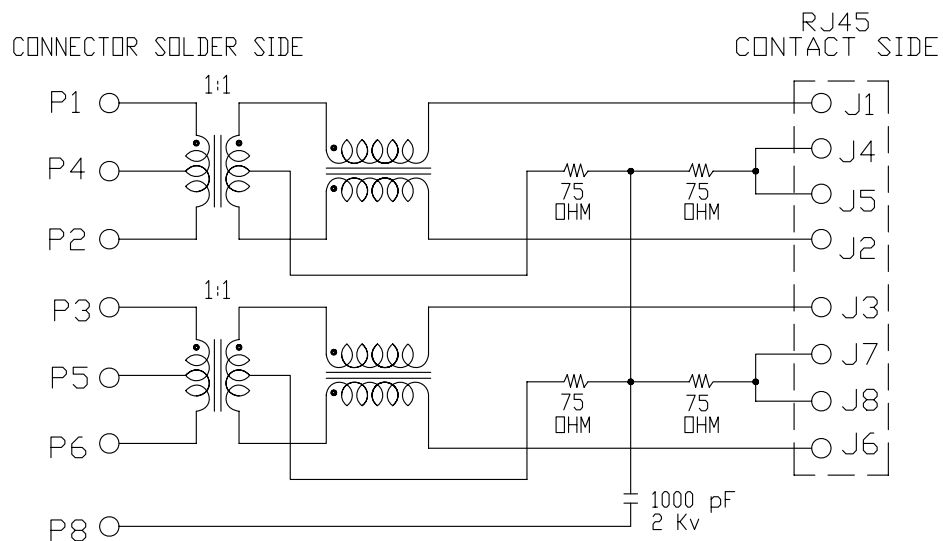 RJ45
CONNECTOR SOLDER SIDE
CONTACT SIDE
1:1
P1
J1
P4
J4
75
OHM
75
OHM
J5
P2
J2
1:1
P3
J3
J7
P5
75
OHM
75
OHM
J8
P6
J6
1000 pF
2 Kv
P8